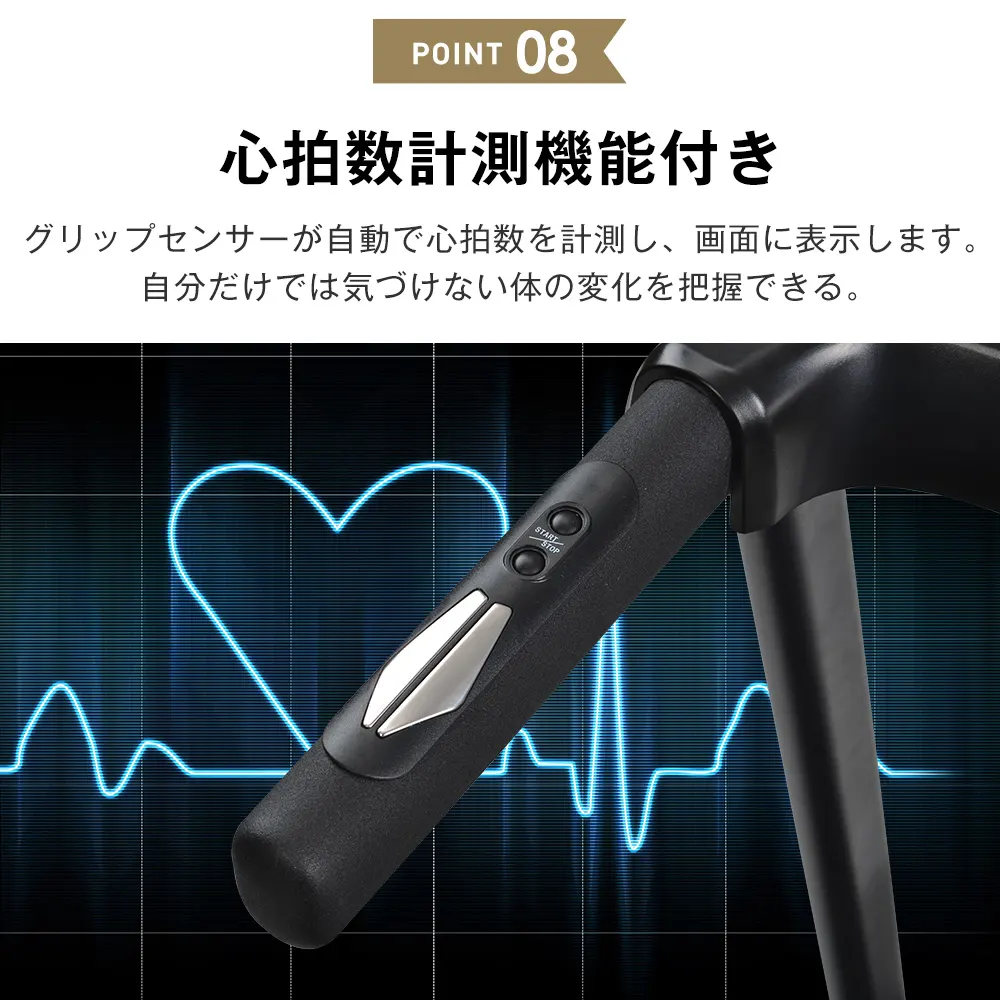 POINT 08
心拍数計測機能付き
グリップセンサーが自動で心拍数を計測し、画面に表示します。
自分だけでは気づけない体の変化を把握できる。
START
STOP